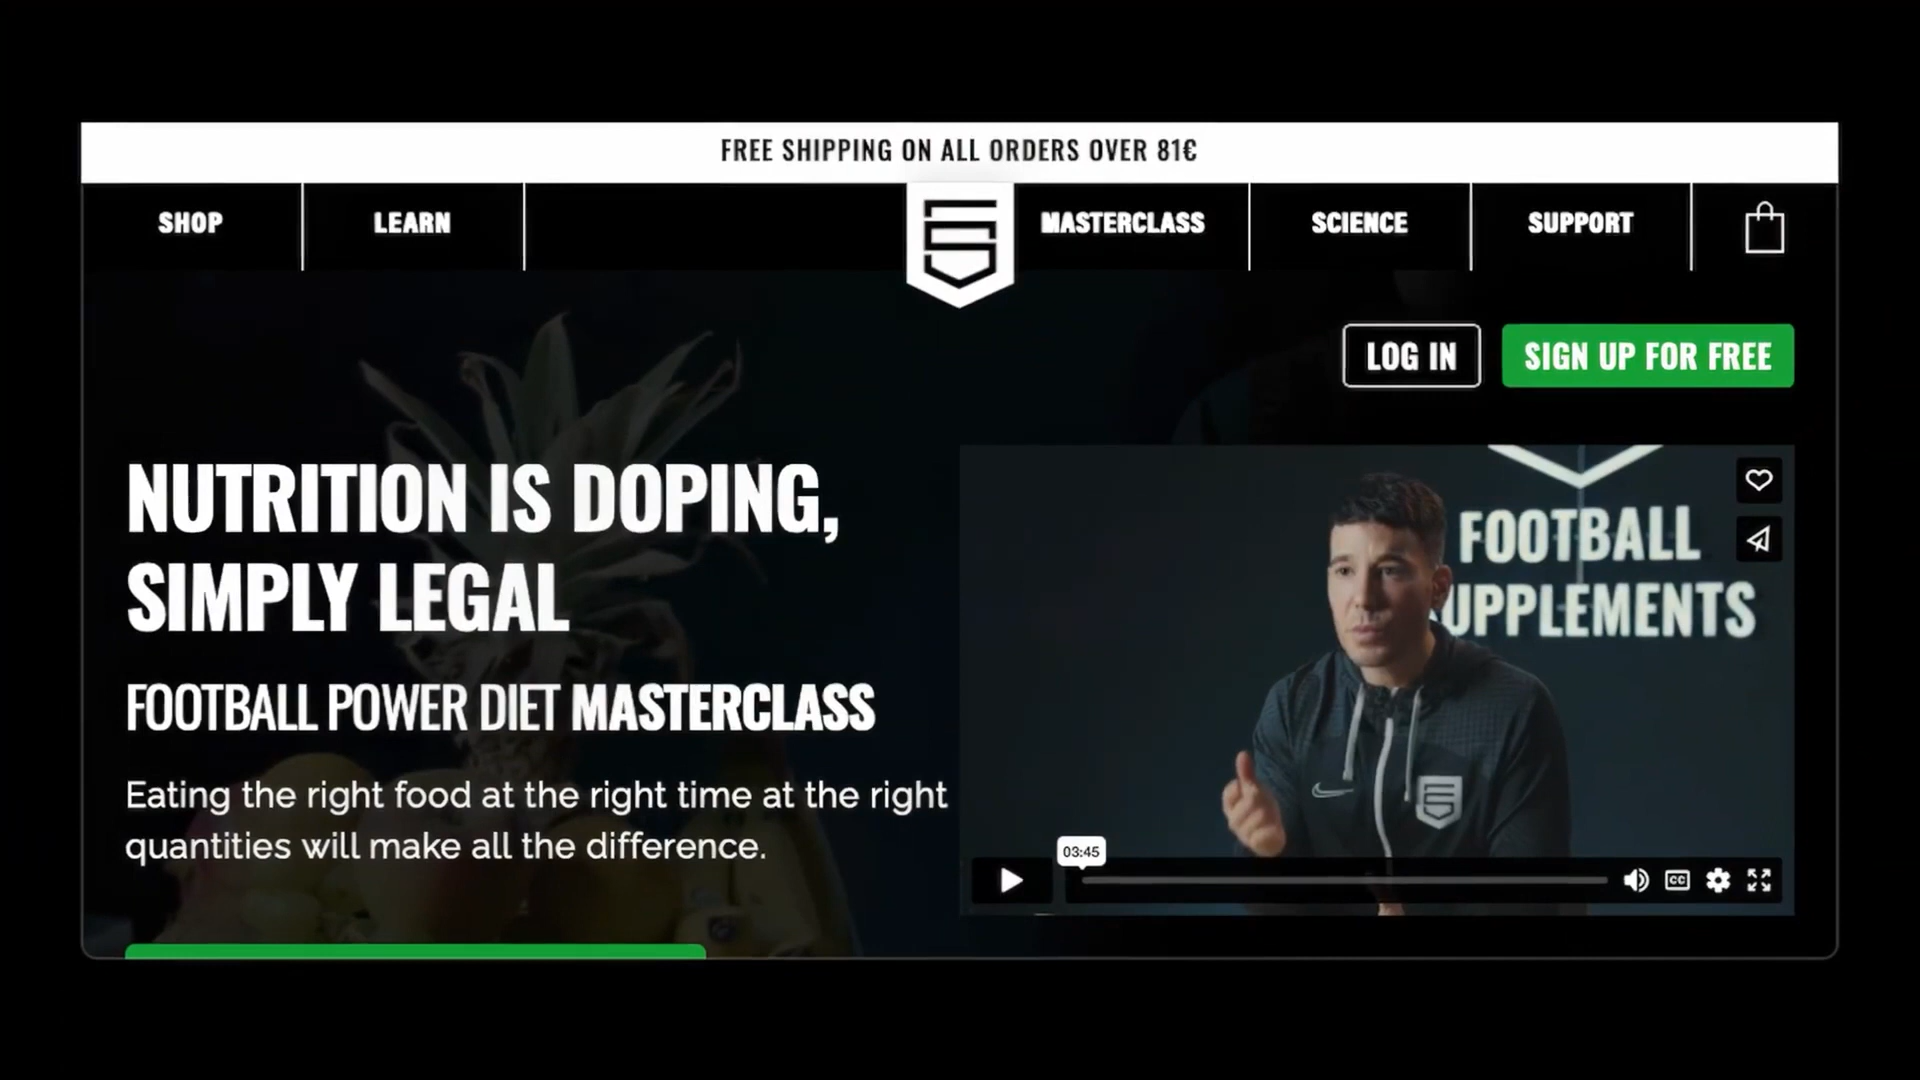 FREE SHIPPING ON ALL ORDERS OVER 81€
SHOP
LEARN
MASTERCLASS
SCIENCE
SUPPORT
LOG IN
SIGN UP FOR FREE
NUTRITION IS DOPING,
SIMPLY LEGAL
FOOTBALL POWER DIET MASTERCLASS
Eating the right food at the right time at the right
quantities will make all the difference.
FOOTBALL
UPPLEMENTS
03:45
CC